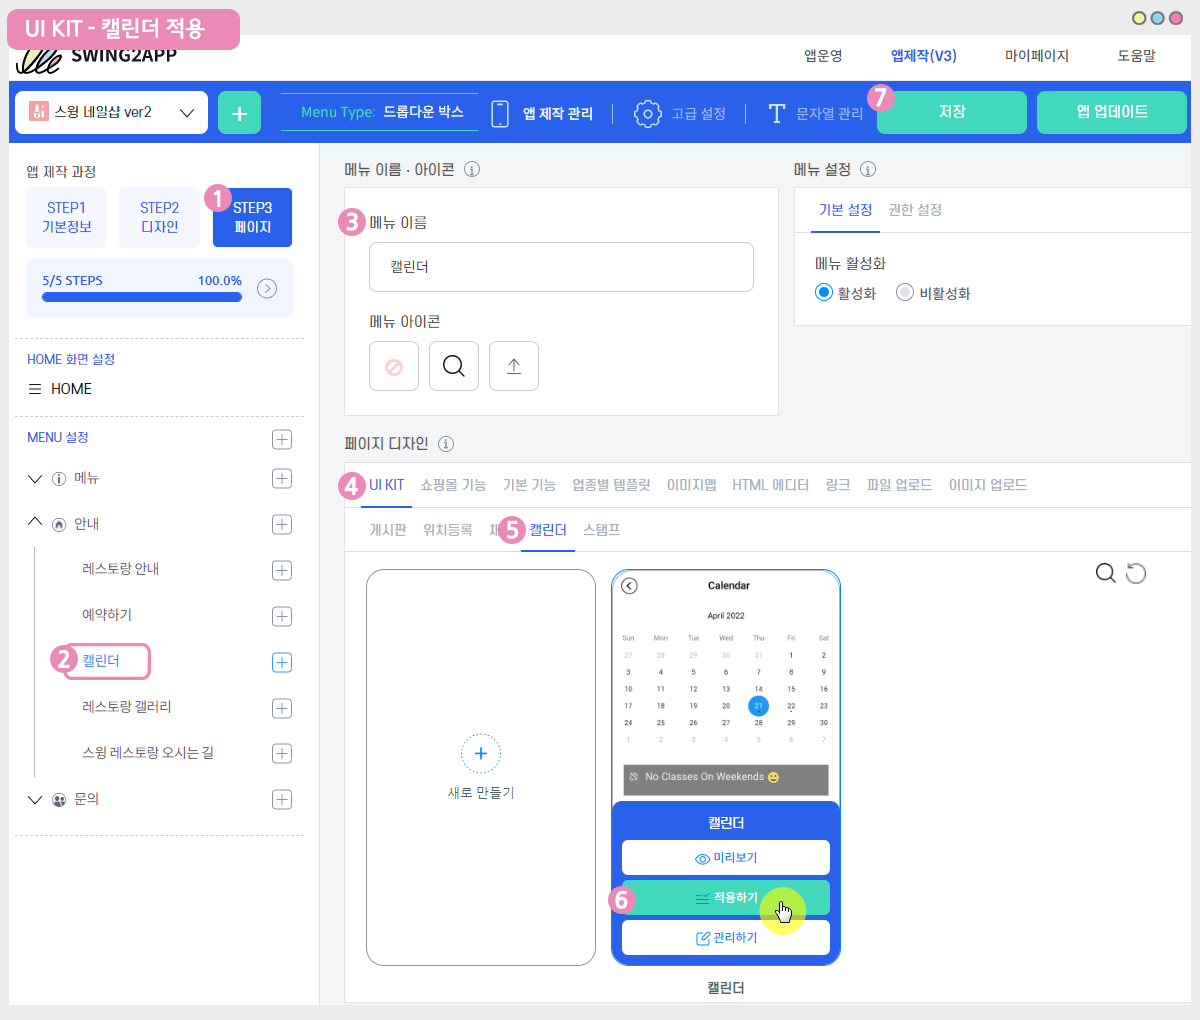 UI KIT - 캘린더 적용
SWING2APP
앱운영 앱제작(V3) 마이페이지 도움말
스윙 네일샵 ver2
Menu Type: 드롭다운 박스
앱 제작 관리
고급 설정
문자열 관리
7
저장
앱 업데이트
앱 제작 과정
STEP1
기본정보
STEP2
디자인
1
STEP3
페이지
5/5 STEPS 100.0%
HOME 화면 설정
HOME
MENU 설정
메뉴
안내
레스토랑 안내
예약하기
2 캘린더
레스토랑 갤러리
스윙 레스토랑 오시는 길
문의
메뉴 이름 · 아이콘
3 메뉴 이름
캘린더
메뉴 아이콘
메뉴 설정
기본 설정 권한 설정
메뉴 활성화
활성화 비활성화
페이지 디자인
4 UI KIT 쇼핑몰 기능 기본 기능 업종별 템플릿 이미지맵 HTML 에디터 링크 파일 업로드 이미지 업로드
게시판 위치등록 5 캘린더 스탬프
새로 만들기
Calendar
April 2022
Sun Mon Tue Wed Thu Fri Sat
27 28 29 30 31 1 2
3 4 5 6 7 8 9
10 11 12 13 14 15 16
17 18 19 20 21 22 23
24 25 26 27 28 29 30
1 2 3 4 5 6 7
No Classes On Weekends
캘린더
미리보기
6 적용하기
관리하기
캘린더